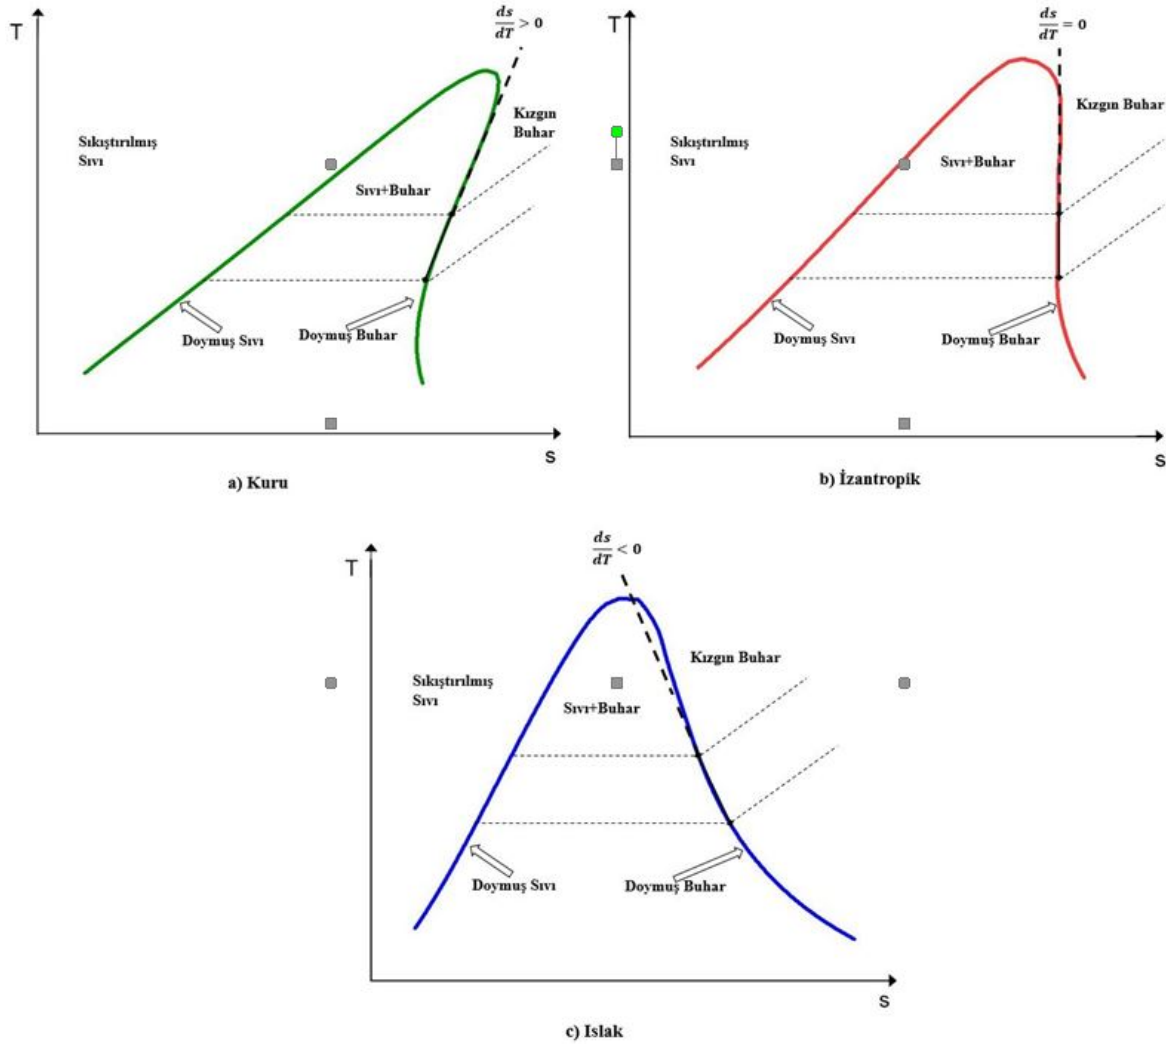 T
ds
dT
> 0
Kızgın
Buhar
Sıkıştırılmış
Sıvı
Sıvı+Buhar
Doymuş Sıvı
Doymuş Buhar
S
a) Kuru
T
ds
dT
= 0
Kızgın Buhar
Sıkıştırılmış
Sıvı
Sıvı+Buhar
Doymuş Sıvı
Doymuş Buhar
S
b) İzantropik
T
ds
dT
< 0
Kızgın Buhar
Sıkıştırılmış
Sıvı
Sıvı+Buhar
Doymuş Sıvı
Doymuş Buhar
S
c) Islak